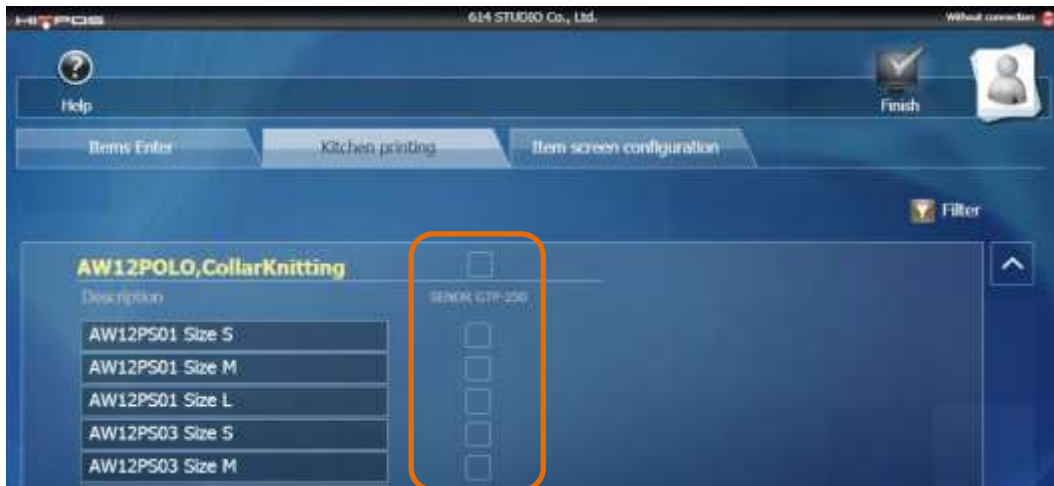 HIOPOS
614 STUDIO Co., Ltd.
Without connection
Help
Finish
Items Enter
Kitchen printing
Item screen configuration
Filter
AW12POLO,CollarKnitting
Description
SENOR GTP-250
AW12PS01 Size S
AW12PS01 Size M
AW12PS01 Size L
AW12PS03 Size S
AW12PS03 Size M